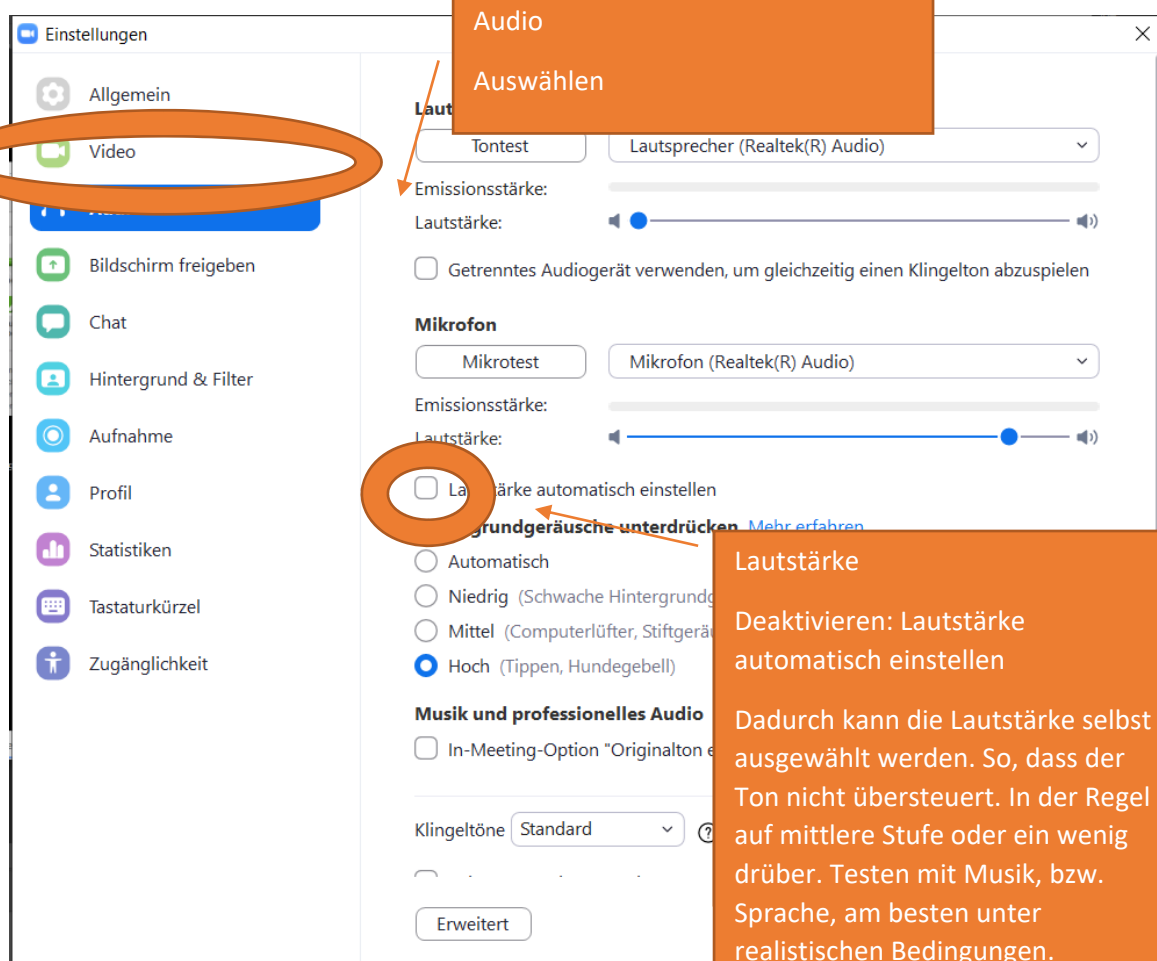 Einstellungen
Audio
Auswählen
Allgemein
Video
Bildschirm freigeben
Chat
Hintergrund & Filter
Aufnahme
Profil
Statistiken
Tastaturkürzel
Zugänglichkeit
Tontest
Lautsprecher (Realtek(R) Audio)
Emissionsstärke:
Lautstärke:
Getrenntes Audiogerät verwenden, um gleichzeitig einen Klingelton abzuspielen
Mikrofon
Mikrotest
Mikrofon (Realtek(R) Audio)
Emissionsstärke:
Lautstärke:
automatisch einstellen
unterdrücken Mehr erfahren
Automatisch
Niedrig (Schwache
Mittel (Computerlüfter,
Hoch (Tippen, Hundegebell)
Musik und professionelles Audio
In-Meeting-Option "Originalton
Klingeltöne Standard
Erweitert
Lautstärke
Deaktivieren: Lautstärke
automatisch einstellen
Dadurch kann die Lautstärke selbst
ausgewählt werden. So, dass der
Ton nicht übersteuert. In der Regel
auf mittlere Stufe oder ein wenig
drüber. Testen mit Musik, bzw.
Sprache, am besten unter
realistischen Bedingungen.